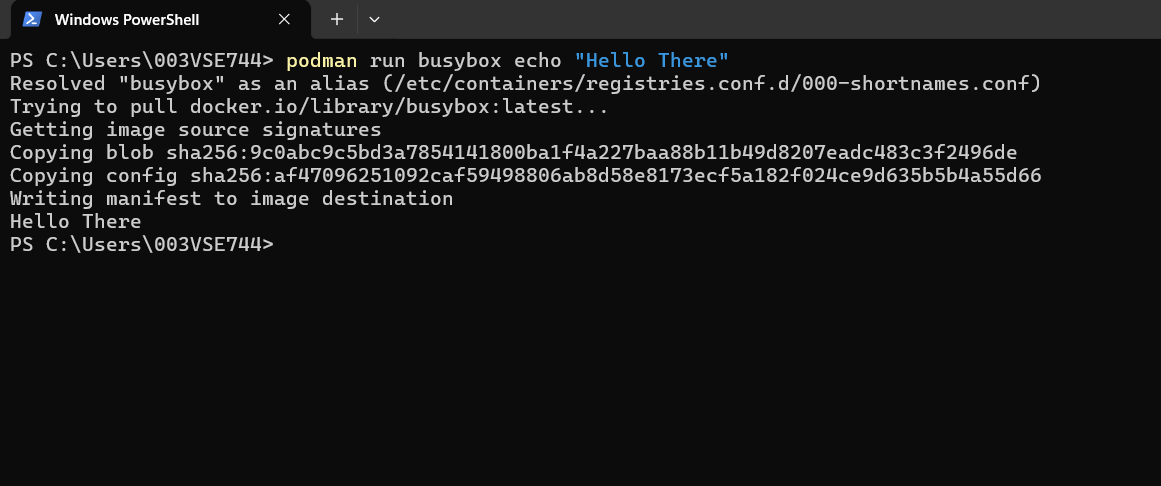 Windows PowerShell
PS C:\Users\003VSE744> podman run busybox echo "Hello There"
Resolved "busybox" as an alias (/etc/containers/registries.conf.d/000-shortnames.conf)
Trying to pull docker.io/library/busybox:latest...
Getting image source signatures
Copying blob sha256:9c0abc9c5bd3a7854141800ba1f4a227baa88b11b49d8207eadc483c3f2496de
Copying config sha256:af47096251092caf59498806ab8d58e8173ecf5a182f024ce9d635b5b4a55d66
Writing manifest to image destination
Hello There
PS C:\Users\003VSE744>